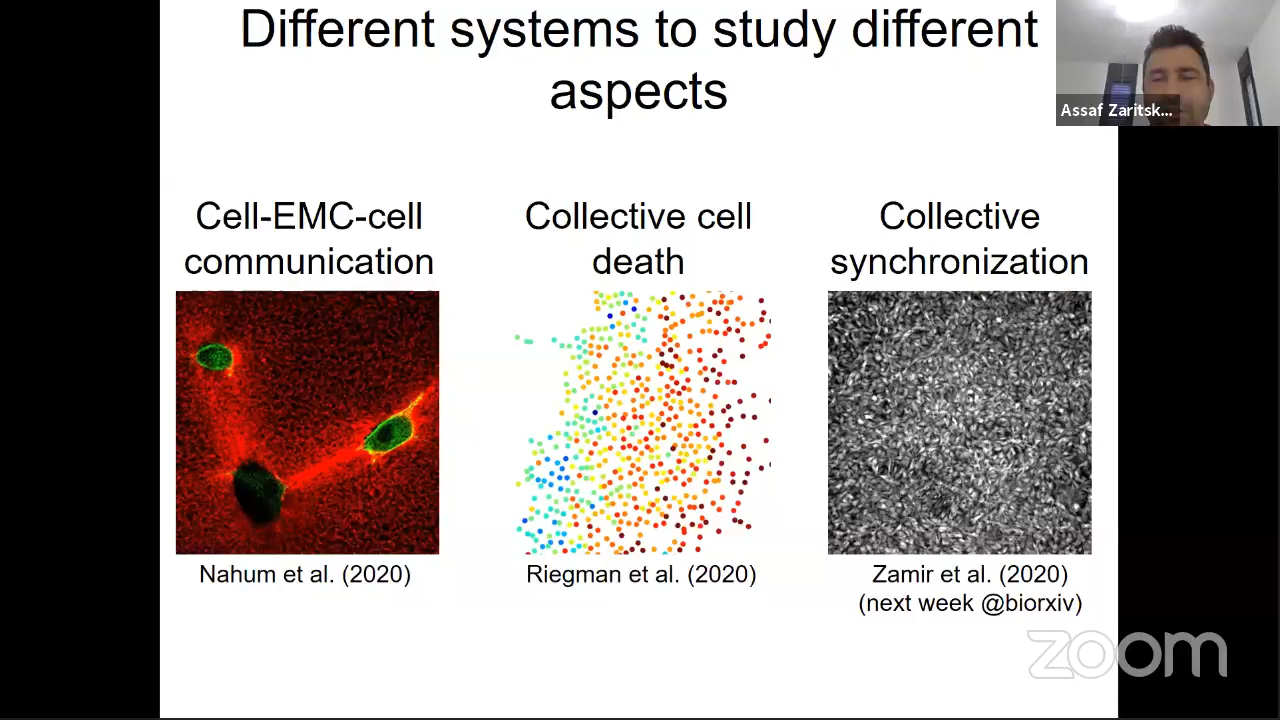 Different systems to study different
aspects
Assaf Zaritsk...
Cell-EMC-cell
communication
Collective cell
death
Collective
synchronization
Nahum et al. (2020)
Riegman et al. (2020)
Zamir et al. (2020)
(next week @biorxiv)
zoom